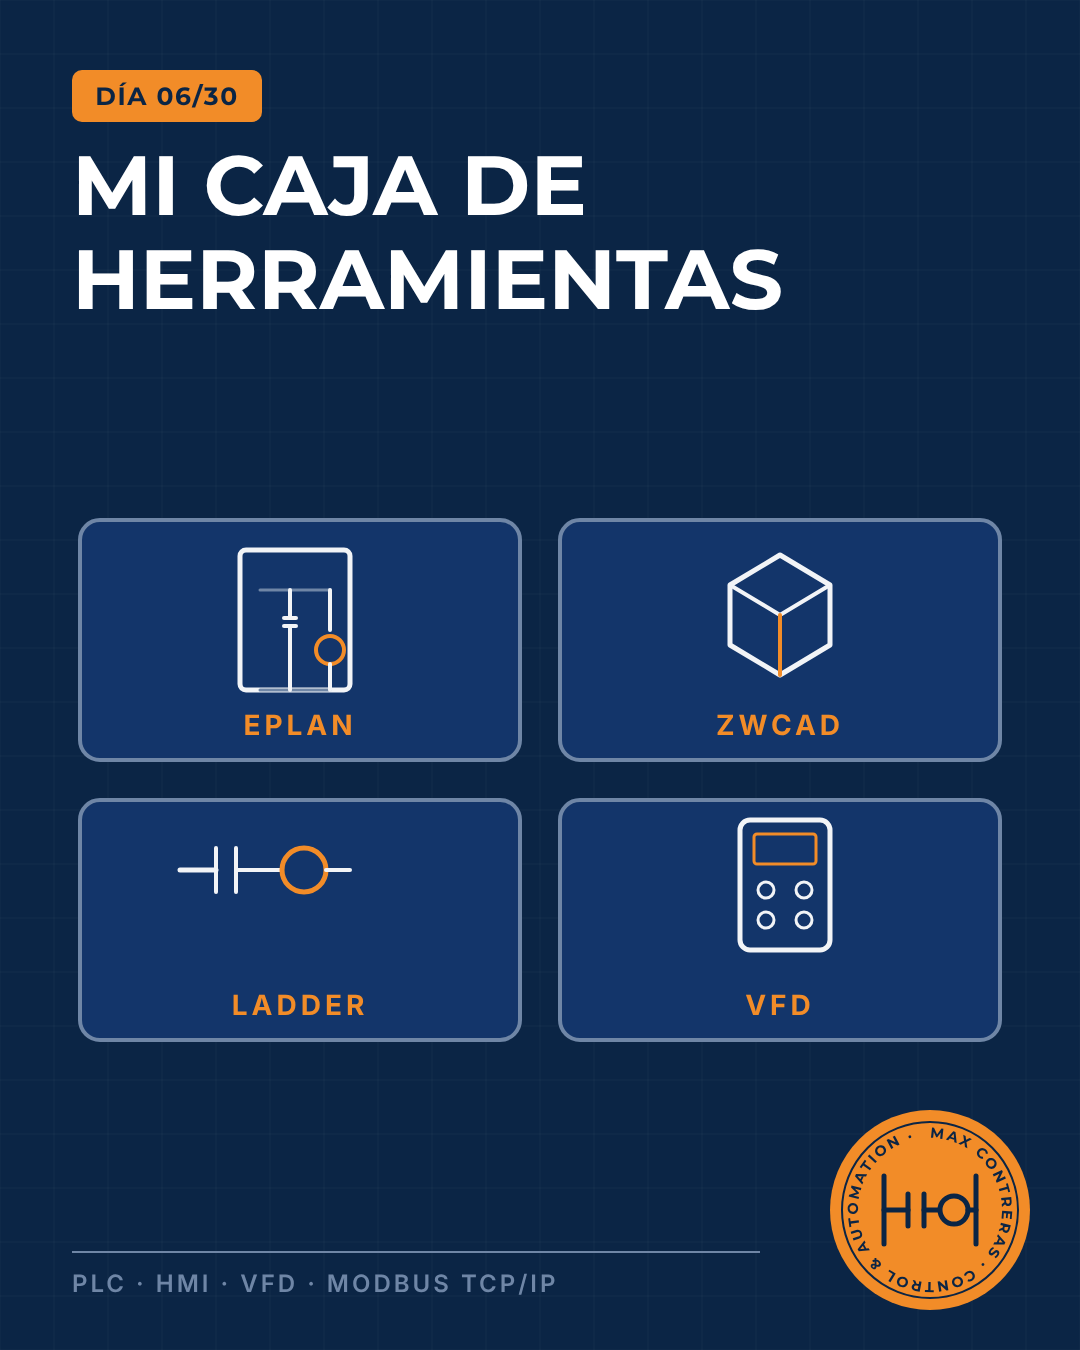 DÍA 06/30
MI CAJA DE
HERRAMIENTAS
EPLAN
ZWCAD
LADDER
VFD
MAX CONTRERAS · CONTROL & AUTOMATION ·
PLC · HMI · VFD · MODBUS TCP/IP